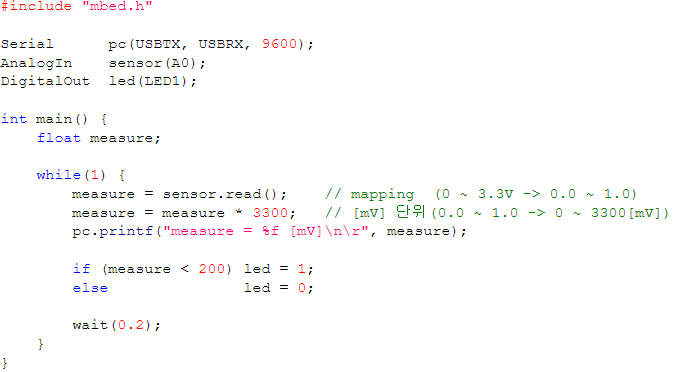 #include "mbed.h"

Serial      pc(USBTX, USBRX, 9600);
AnalogIn    sensor(A0);
DigitalOut  led(LED1);

int main() {
    float measure;

    while(1) {
        measure = sensor.read();    // mapping  (0 ~ 3.3V -> 0.0 ~ 1.0)
        measure = measure * 3300;   // [mV] 단위(0.0 ~ 1.0 -> 0 ~ 3300[mV])
        pc.printf("measure = %f [mV]\n\r", measure);

        if (measure < 200) led = 1;
        else               led = 0;

        wait(0.2);
    }
}